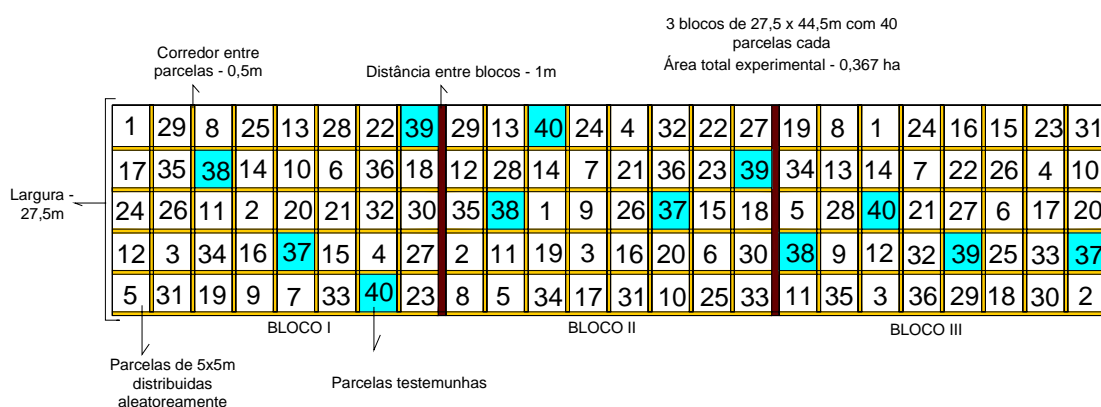 3 blocos de 27,5 x 44,5m com 40
parcelas cada
Área total experimental - 0,367 ha
Corredor entre
parcelas - 0,5m
Distância entre blocos - 1m
1 29 8 25 13 28 22 39 29 13 40 24 4 32 22 27 19 8 1 24 16 15 23 31
17 35 38 14 10 6 36 18 12 28 14 7 21 36 23 39 34 13 14 7 22 26 4 10
Largura -
27,5m
24 26 11 2 20 21 32 30 35 38 1 9 26 37 15 18 5 28 40 21 27 6 17 20
12 3 34 16 37 15 4 27 2 11 19 3 16 20 6 30 38 9 12 32 39 25 33 37
5 31 19 9 7 33 40 23 8 5 34 17 31 10 25 33 11 35 3 36 29 18 30 2
BLOCO I BLOCO II BLOCO III
Parcelas de 5x5m
distribuidas
aleatoreamente
Parcelas testemunhas